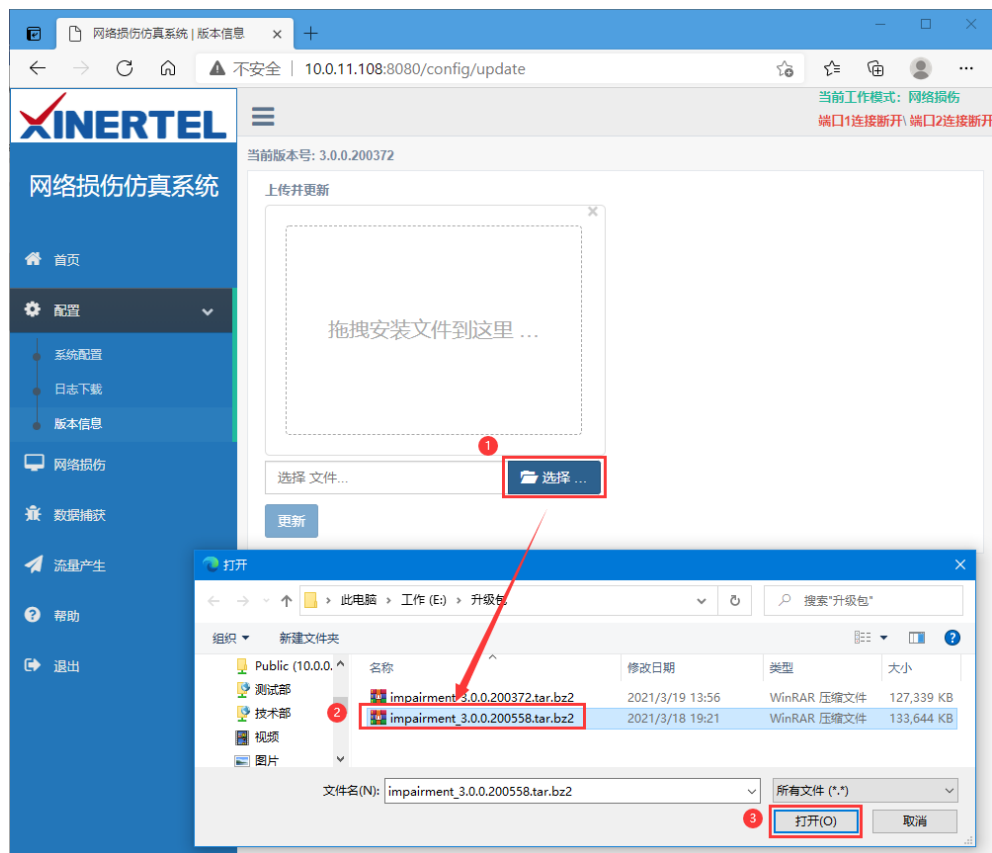 网络损伤仿真系统 | 版本信息
不安全 | 10.0.11.108:8080/config/update
XINERTEL
当前工作模式：网络损伤
端口1连接断开\ 端口2连接断开
当前版本号: 3.0.0.200372
网络损伤仿真系统
上传并更新
首页
配置
拖拽安装文件到这里 ...
系统配置
日志下载
版本信息
1
选择 文件...
选择 ...
网络损伤
数据捕获
更新
流量产生
帮助
退出
打开
此电脑 › 工作 (E:) › 升级包
搜索"升级包"
组织
新建文件夹
名称 修改日期 类型 大小
Public (10.0.0.
测试部
技术部
视频
图片
impairment_3.0.0.200372.tar.bz2 2021/3/19 13:56 WinRAR 压缩文件 127,339 KB
2
impairment_3.0.0.200558.tar.bz2 2021/3/18 19:21 WinRAR 压缩文件 133,644 KB
文件名(N): impairment_3.0.0.200558.tar.bz2 所有文件 (*.*)
3
打开(O) 取消